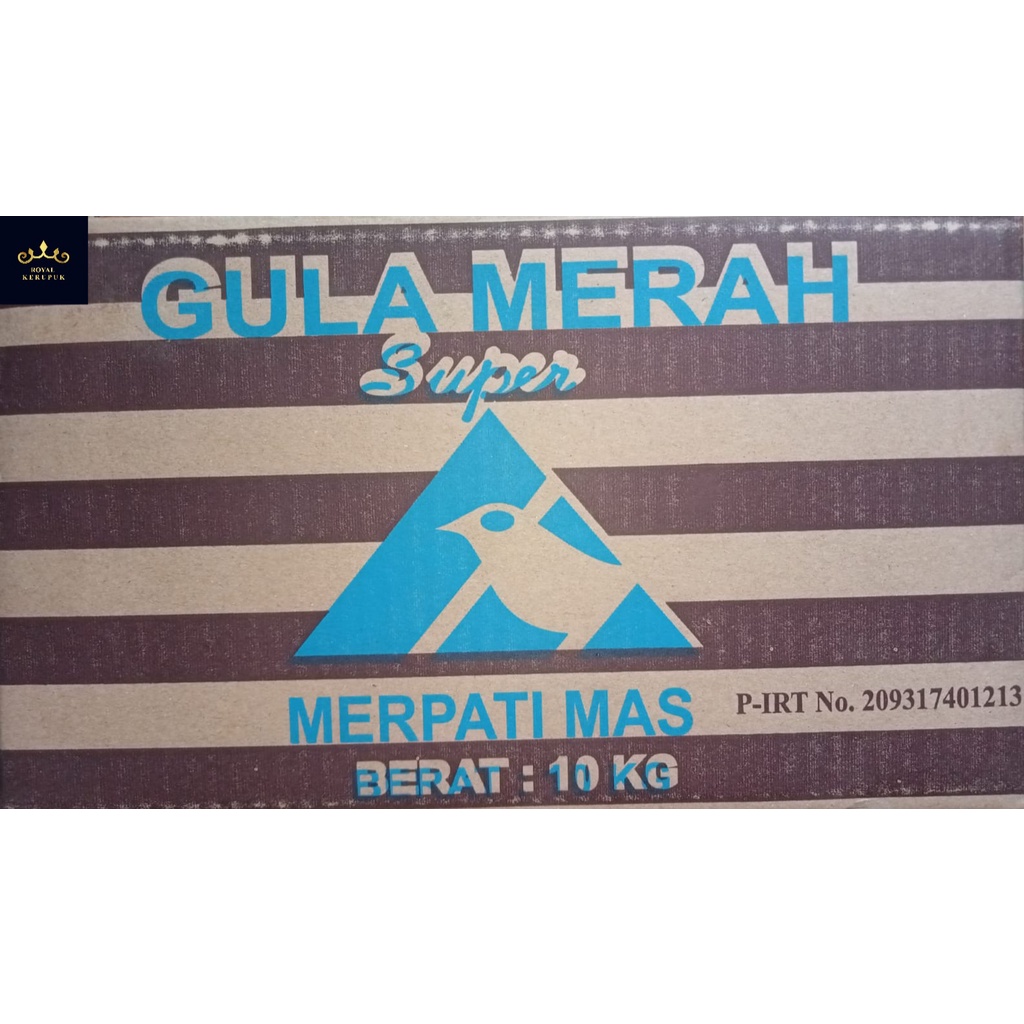 ROYAL
KERUPUK
GULA MERAH
Super
MERPATI MAS
P-IRT No. 209317401213
BERAT : 10 KG